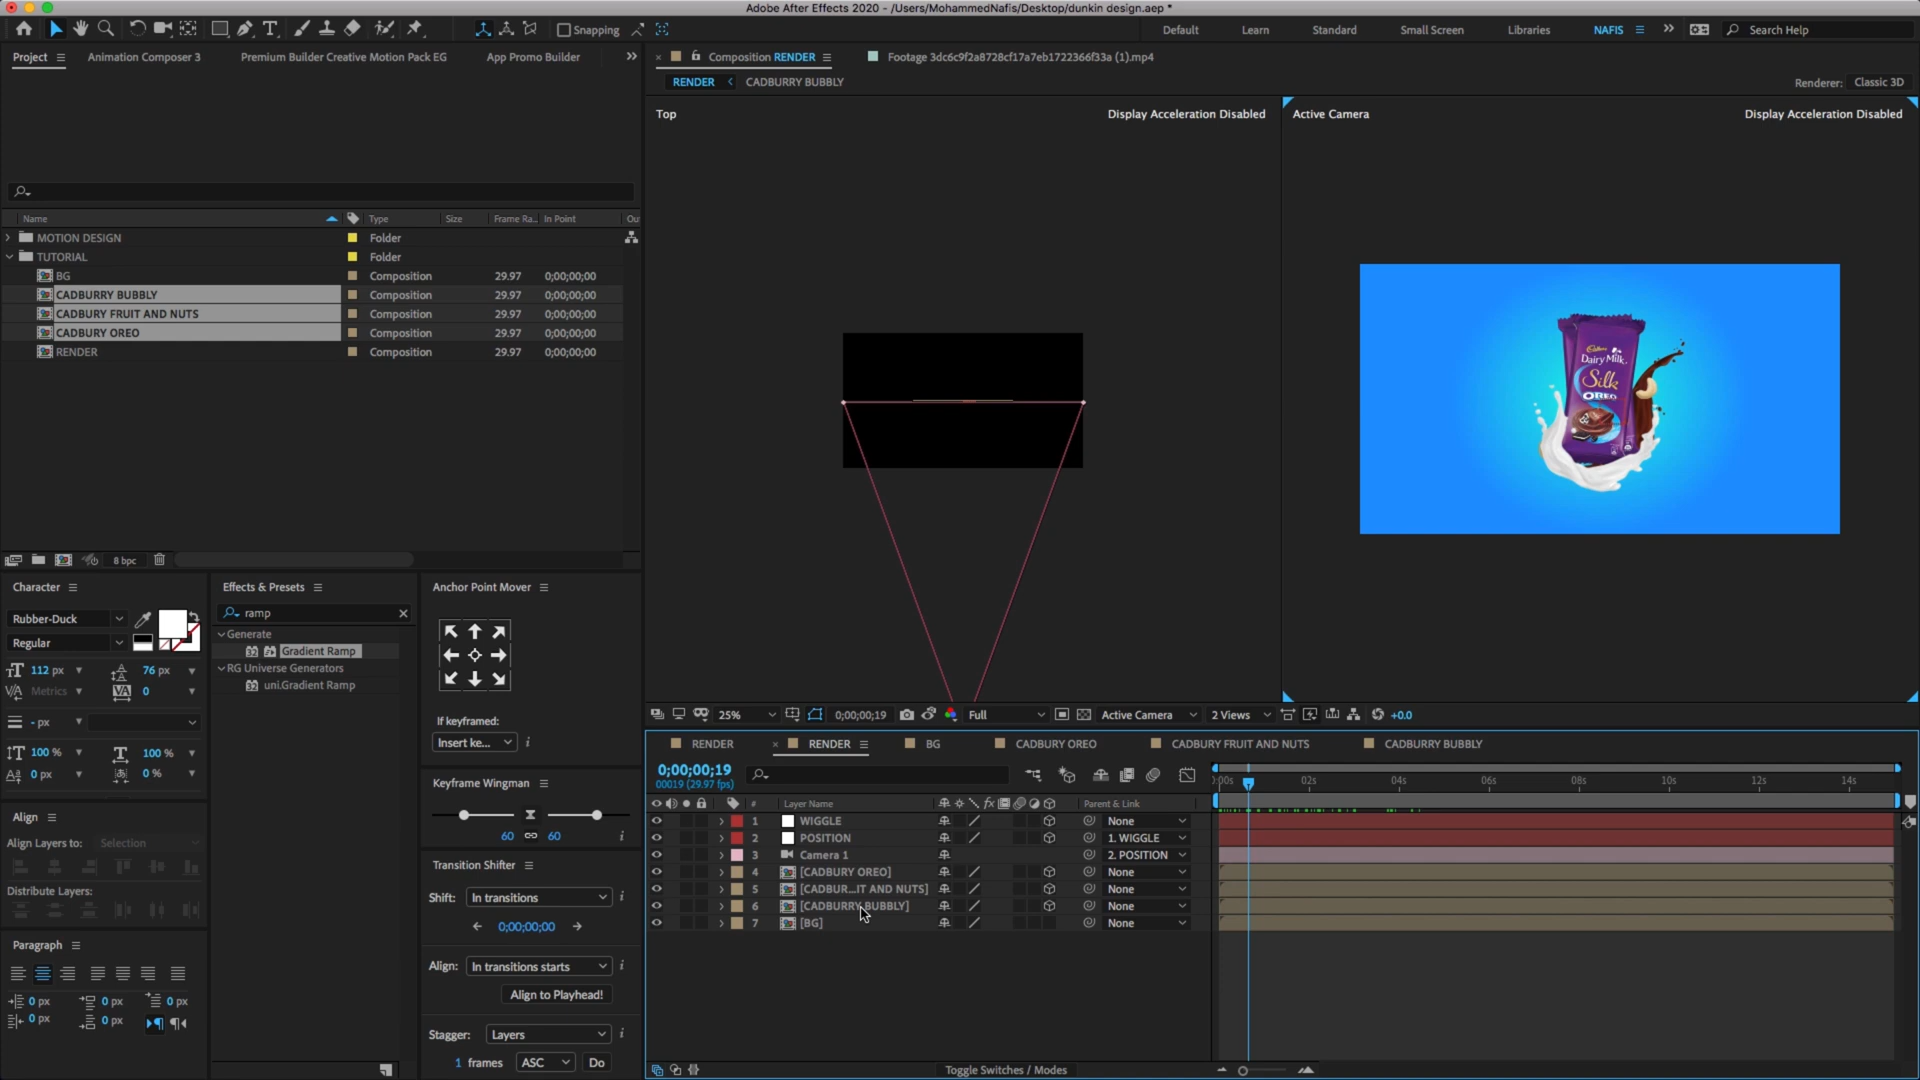 Adobe After Effects 2020 - /Users/MohammedNafis/Desktop/dunkin design.aep *
Snapping
Default
Learn
Standard
Small Screen
Libraries
NAFIS
Search Help
Project
Animation Composer 3
Premium Builder Creative Motion Pack EG
App Promo Builder
Composition RENDER
Footage 3dc6c9f2a8728cf17a7eb1722366f33a (1).mp4
RENDER
CADBURRY BUBBLY
Renderer:
Classic 3D
Top
Display Acceleration Disabled
Active Camera
Display Acceleration Disabled
Name
Type
Size
Frame Ra...
In Point
Ou
MOTION DESIGN
Folder
TUTORIAL
Folder
BG
Composition
29.97
0;00;00;00
CADBURRY BUBBLY
Composition
29.97
0;00;00;00
CADBURRY FRUIT AND NUTS
Composition
29.97
0;00;00;00
CADBURY OREO
Composition
29.97
0;00;00;00
RENDER
Composition
29.97
0;00;00;00
Cadbury
Dairy Milk
Silk
OREO
8 bpc
Character
Rubber-Duck
Regular
112 px
76 px
Metrics
0
- px
100 %
100 %
0 px
0 %
Align
Align Layers to:
Selection
Distribute Layers:
Paragraph
0 px
0 px
0 px
0 px
0 px
Effects & Presets
ramp
Generate
32
Gradient Ramp
RG Universe Generators
32
uni.Gradient Ramp
Anchor Point Mover
If keyframed:
Insert ke...
Keyframe Wingman
60
60
Transition Shifter
Shift:
In transitions
0;00;00;00
Align:
In transitions starts
Align to Playhead!
Stagger:
Layers
1 frames
ASC
Do
25%
0;00;00;19
Full
Active Camera
2 Views
+0.0
RENDER
RENDER
BG
CADBURY OREO
CADBURRY FRUIT AND NUTS
CADBURRY BUBBLY
0;00;00;19
00019 (29.97 fps)
:00s
02s
04s
06s
08s
10s
12s
14s
#
Layer Name
fx
Parent & Link
1
WIGGLE
None
2
POSITION
1. WIGGLE
3
Camera 1
2. POSITION
4
[CADBURY OREO]
None
5
[CADBUR...IT AND NUTS]
None
6
[CADBURRY BUBBLY]
None
7
[BG]
None
Toggle Switches / Modes